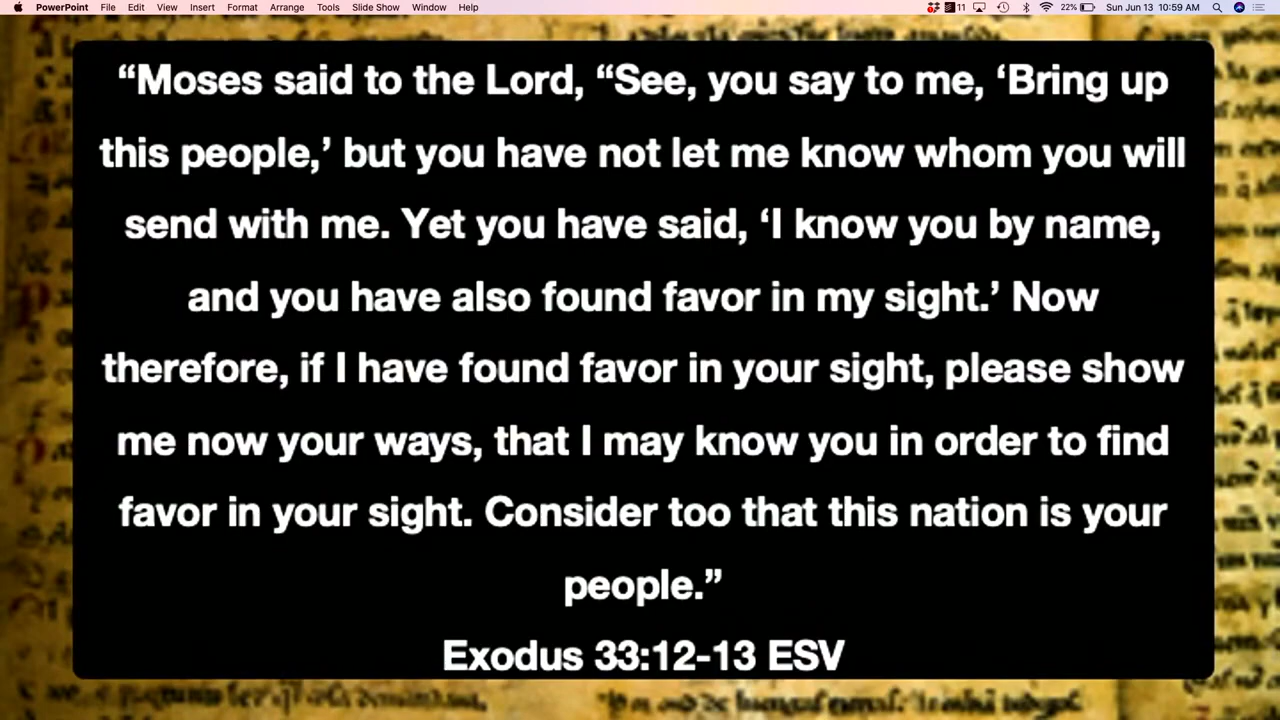 PowerPoint File Edit View Insert Format Arrange Tools Slide Show Window Help 11 22% Sun Jun 13 10:59 AM
“Moses said to the Lord, “See, you say to me, ‘Bring up
this people,’ but you have not let me know whom you will
send with me. Yet you have said, ‘I know you by name,
and you have also found favor in my sight.’ Now
therefore, if I have found favor in your sight, please show
me now your ways, that I may know you in order to find
favor in your sight. Consider too that this nation is your
people.”
Exodus 33:12-13 ESV